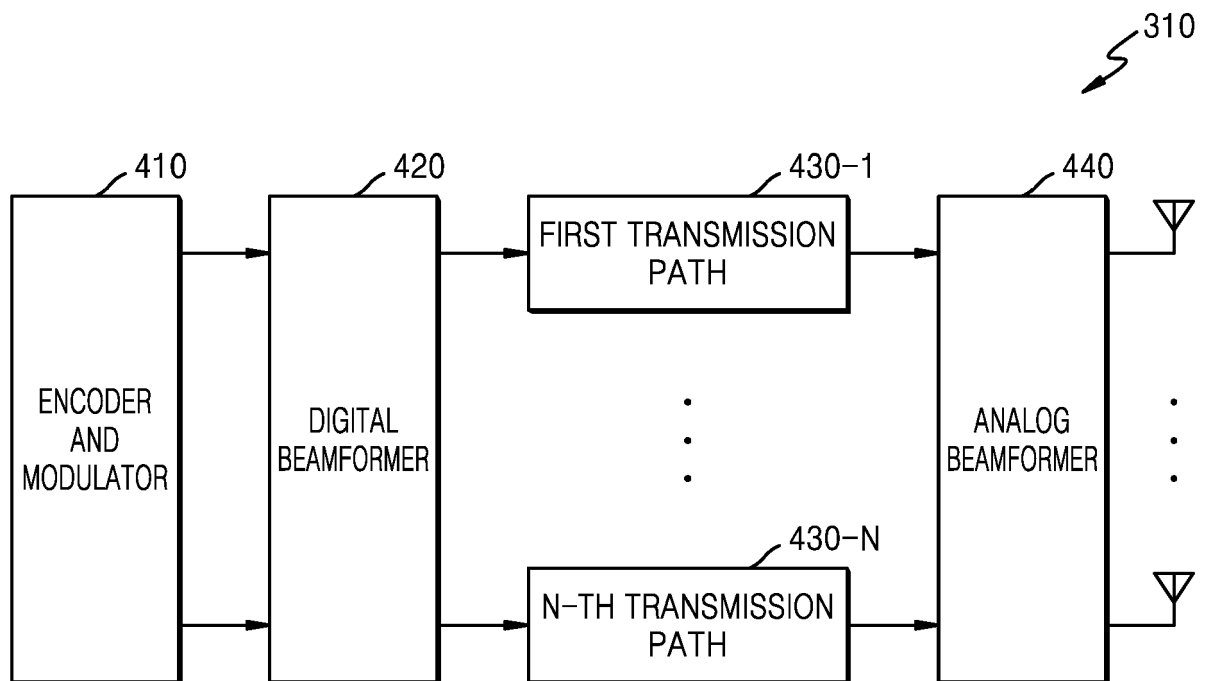 310
410
420
430-1
440
FIRST TRANSMISSION
PATH
ENCODER
AND
MODULATOR
DIGITAL
BEAMFORMER
ANALOG
BEAMFORMER
430-N
N-TH TRANSMISSION
PATH